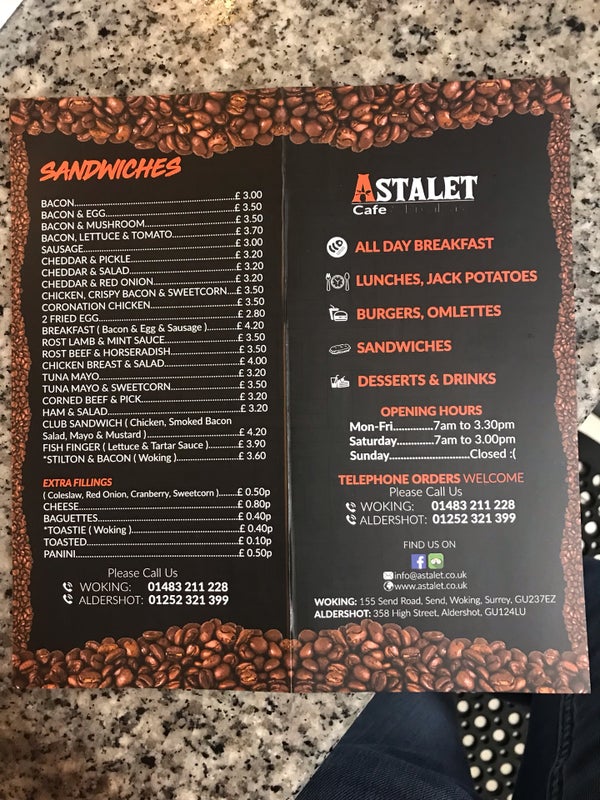 SANDWICHES
BACON..........£ 3.00
BACON & EGG..........£ 3.50
BACON & MUSHROOM..........£ 3.50
BACON, LETTUCE & TOMATO..........£ 3.70
SAUSAGE..........£ 3.00
CHEDDAR & PICKLE..........£ 3.20
CHEDDAR & SALAD..........£ 3.20
CHEDDAR & RED ONION..........£ 3.20
CHICKEN, CRISPY BACON & SWEETCORN...£ 3.50
CORONATION CHICKEN..........£ 3.50
2 FRIED EGG..........£ 2.80
BREAKFAST ( Bacon & Egg & Sausage )..........£ 4.20
ROST LAMB & MINT SAUCE..........£ 3.50
ROST BEEF & HORSERADISH..........£ 3.50
CHICKEN BREAST & SALAD..........£ 4.00
TUNA MAYO..........£ 3.20
TUNA MAYO & SWEETCORN..........£ 3.50
CORNED BEEF & PICK..........£ 3.20
HAM & SALAD..........£ 3.20
CLUB SANDWICH ( Chicken, Smoked Bacon
Salad, Mayo & Mustard )..........£ 4.20
FISH FINGER ( Lettuce & Tartar Sauce )..........£ 3.90
*STILTON & BACON ( Woking )..........£ 3.60
EXTRA FILLINGS
( Coleslaw, Red Onion, Cranberry, Sweetcorn )......£ 0.50p
CHEESE..........£ 0.80p
BAGUETTES..........£ 0.40p
*TOASTIE ( Woking )..........£ 0.40p
TOASTED..........£ 0.10p
PANINI..........£ 0.50p
Please Call Us
WOKING: 01483 211 228
ALDERSHOT: 01252 321 399
ASTALET
Cafe
ALL DAY BREAKFAST
LUNCHES, JACK POTATOES
BURGERS, OMLETTES
SANDWICHES
DESSERTS & DRINKS
OPENING HOURS
Mon-Fri..............7am to 3.30pm
Saturday..........7am to 3.00pm
Sunday......................Closed :(
TELEPHONE ORDERS WELCOME
Please Call Us
WOKING: 01483 211 228
ALDERSHOT: 01252 321 399
FIND US ON
info@astalet.co.uk
www.astalet.co.uk
WOKING: 155 Send Road, Send, Woking, Surrey, GU237EZ
ALDERSHOT: 358 High Street, Aldershot, GU124LU